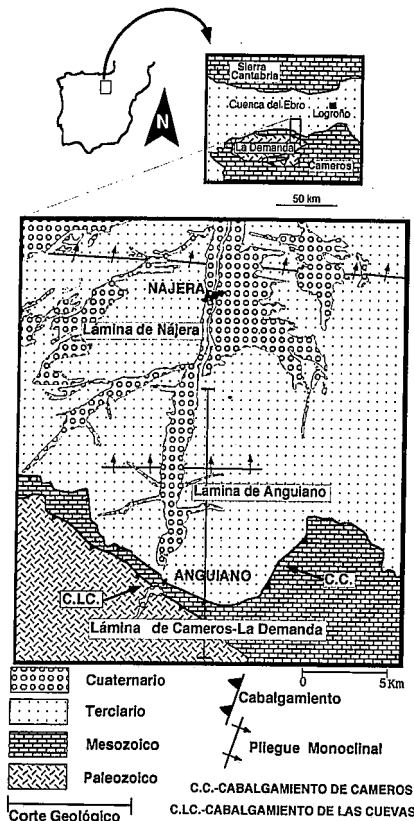 N
Sierra
Cantabria
Cuenca del Ebro
Logroño
La Demanda
Cameros
50 km
NÁJERA
Lámina de Nájera
Lámina de Anguiano
ANGUIANO
C.C.
C.LC.
Lámina de Cameros-La Demanda
Cuaternario
Terciario
Mesozoico
Paleozoico
Corte Geológico
0 5 Km
Cabalgamiento
Pliegue Monoclinal
C.C.-CABALGAMIENTO DE CAMEROS
C.LC.-CABALGAMIENTO DE LAS CUEVAS